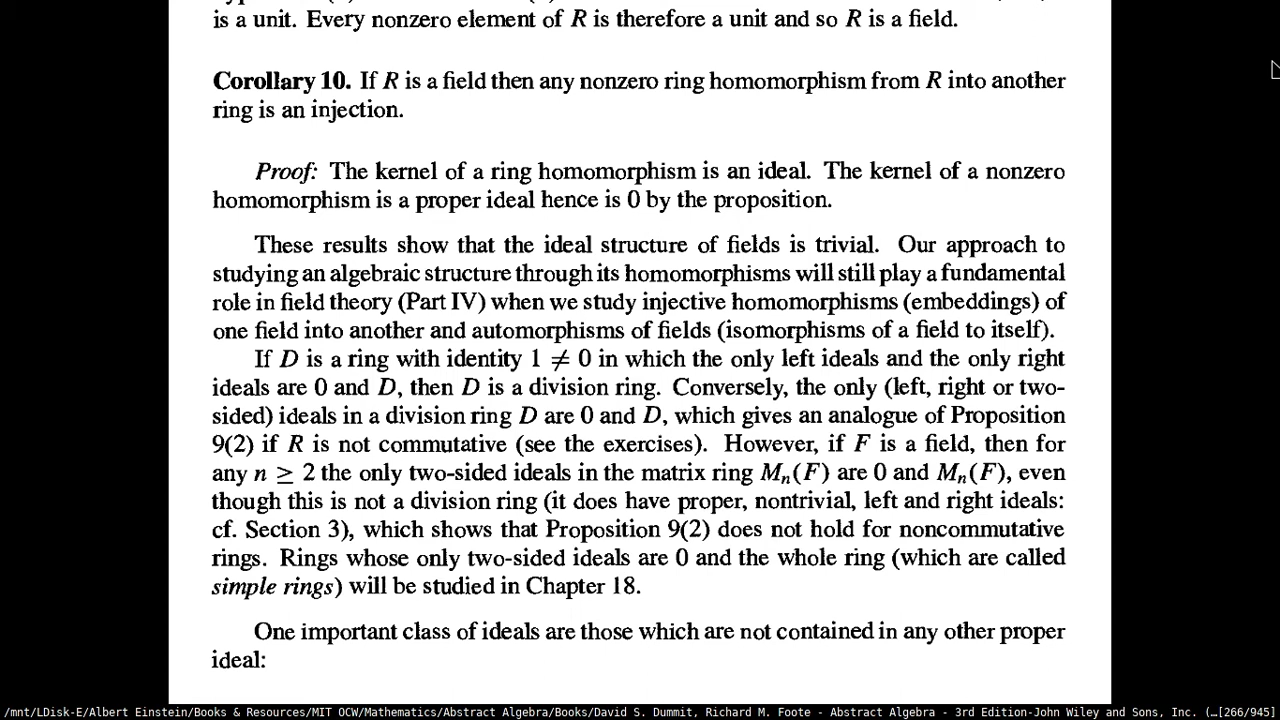 is a unit. Every nonzero element of R is therefore a unit and so R is a field.
Corollary 10. If R is a field then any nonzero ring homomorphism from R into another
ring is an injection.
Proof: The kernel of a ring homomorphism is an ideal. The kernel of a nonzero
homomorphism is a proper ideal hence is 0 by the proposition.
These results show that the ideal structure of fields is trivial. Our approach to
studying an algebraic structure through its homomorphisms will still play a fundamental
role in field theory (Part IV) when we study injective homomorphisms (embeddings) of
one field into another and automorphisms of fields (isomorphisms of a field to itself).
If D is a ring with identity 1 ≠ 0 in which the only left ideals and the only right
ideals are 0 and D, then D is a division ring. Conversely, the only (left, right or two-
sided) ideals in a division ring D are 0 and D, which gives an analogue of Proposition
9(2) if R is not commutative (see the exercises). However, if F is a field, then for
any n ≥ 2 the only two-sided ideals in the matrix ring Mₙ(F) are 0 and Mₙ(F), even
though this is not a division ring (it does have proper, nontrivial, left and right ideals:
cf. Section 3), which shows that Proposition 9(2) does not hold for noncommutative
rings. Rings whose only two-sided ideals are 0 and the whole ring (which are called
simple rings) will be studied in Chapter 18.
One important class of ideals are those which are not contained in any other proper
ideal:
/mnt/LDisk-E/Albert Einstein/Books & Resources/MIT OCW/Mathematics/Abstract Algebra/Books/David S. Dummit, Richard M. Foote - Abstract Algebra - 3rd Edition-John Wiley and Sons, Inc. (…[266/945]